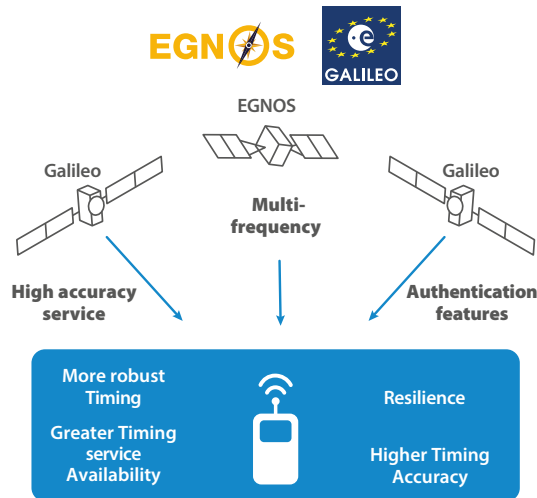 EGNOS
GALILEO
EGNOS
Galileo
Galileo
Multi-
frequency
High accuracy
service
Authentication
features
More robust
Timing
Resilience
Greater Timing
service
Availability
Higher Timing
Accuracy